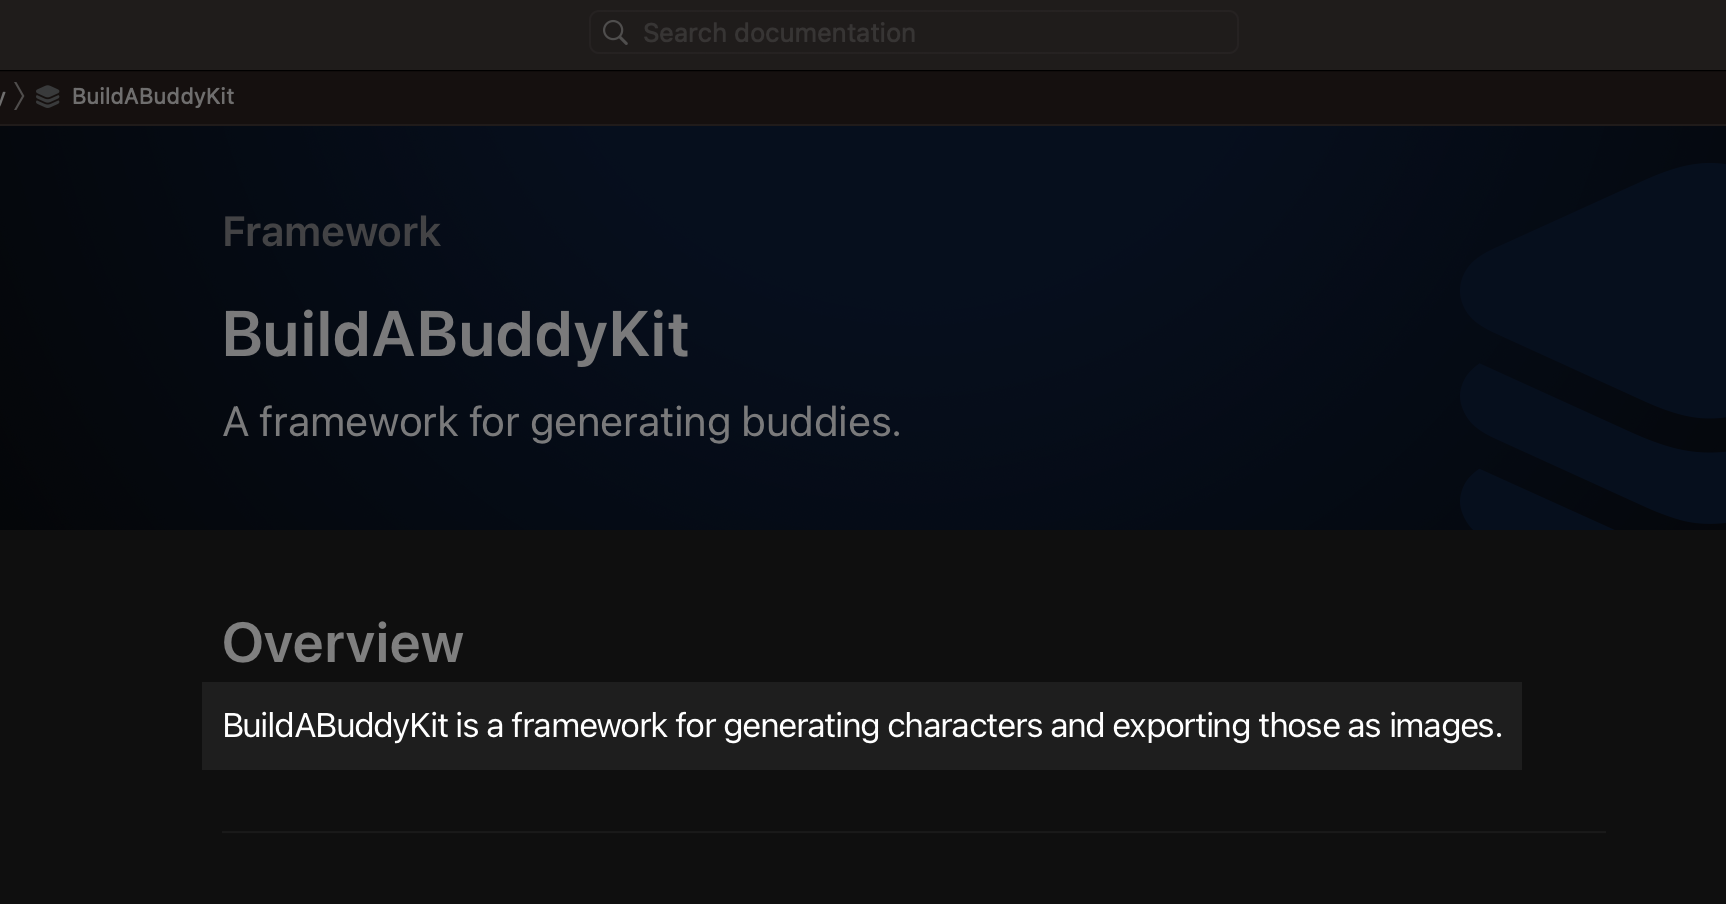 Search documentation
BuildABuddyKit
Framework
BuildABuddyKit
A framework for generating buddies.
Overview
BuildABuddyKit is a framework for generating characters and exporting those as images.